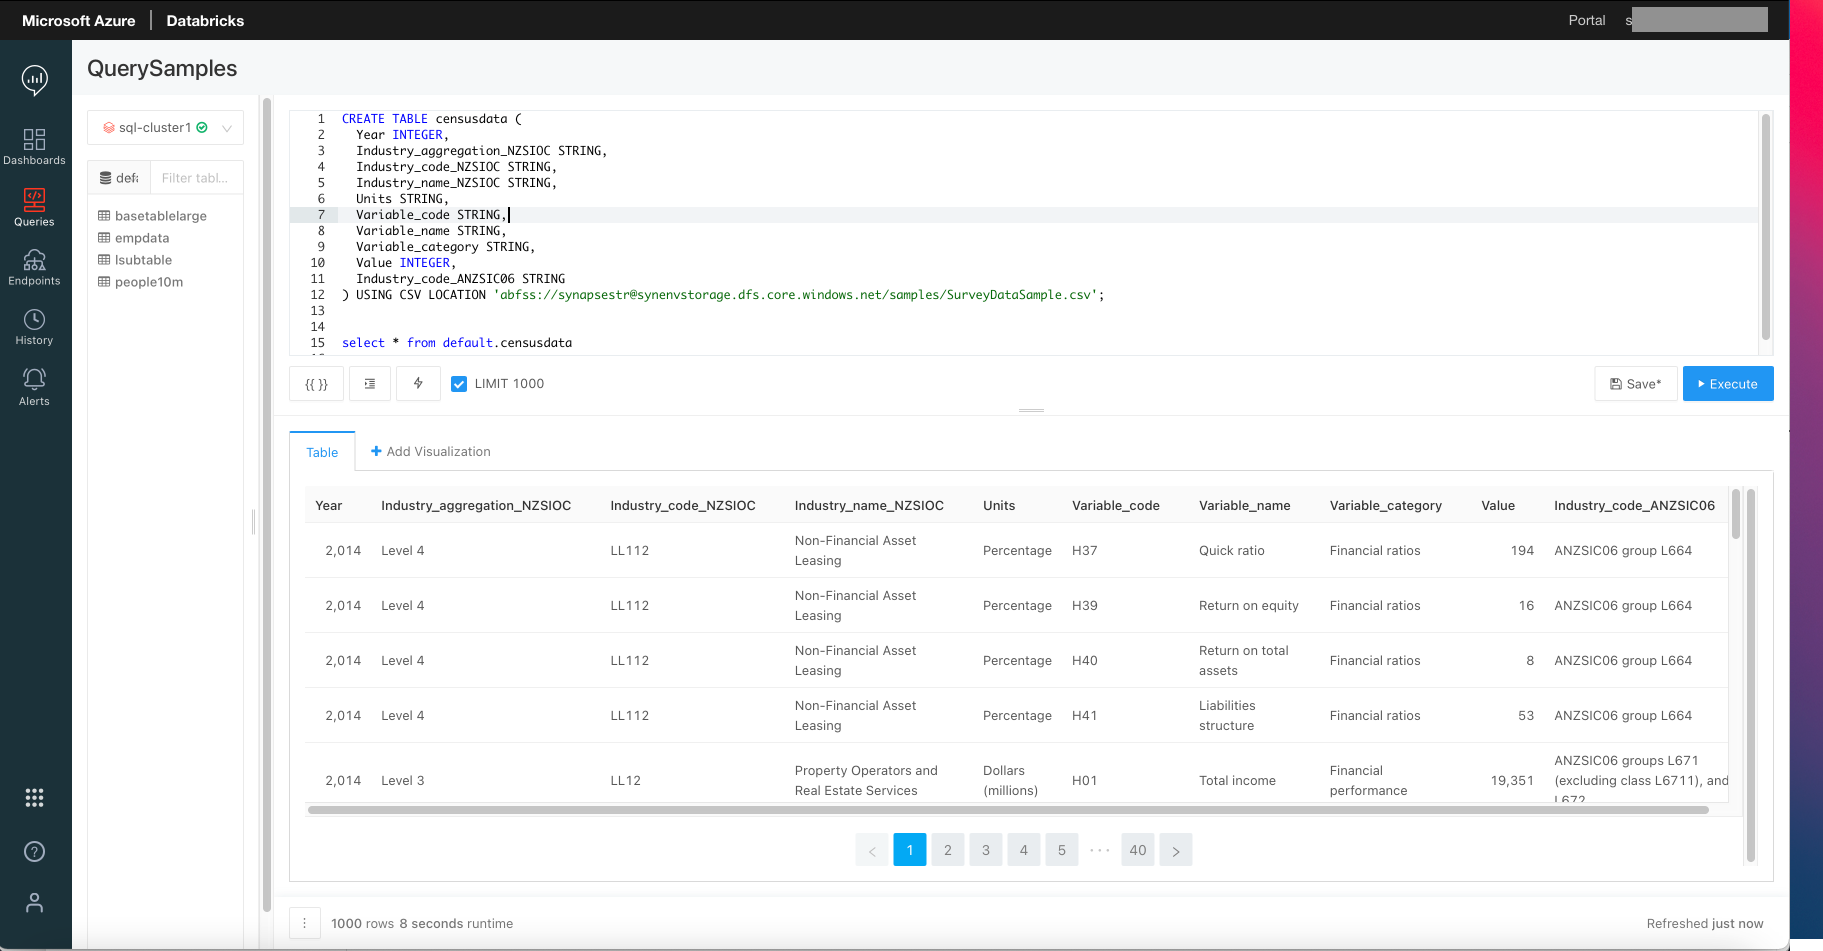 Microsoft Azure | Databricks
Portal s
QuerySamples
Dashboards
Queries
Endpoints
History
Alerts
sql-cluster1
defa
Filter tabl...
basetablelarge
empdata
lsubtable
people10m
1 CREATE TABLE censusdata (
2 Year INTEGER,
3 Industry_aggregation_NZSIOC STRING,
4 Industry_code_NZSIOC STRING,
5 Industry_name_NZSIOC STRING,
6 Units STRING,
7 Variable_code STRING,
8 Variable_name STRING,
9 Variable_category STRING,
10 Value INTEGER,
11 Industry_code_ANZSIC06 STRING
12 ) USING CSV LOCATION 'abfss://synapsestr@synenvstorage.dfs.core.windows.net/samples/SurveyDataSample.csv';
13
14
15 select * from default.censusdata
{{ }}
LIMIT 1000
Save*
Execute
Table
+ Add Visualization
Year Industry_aggregation_NZSIOC Industry_code_NZSIOC Industry_name_NZSIOC Units Variable_code Variable_name Variable_category Value Industry_code_ANZSIC06
2,014 Level 4 LL112 Non-Financial Asset Leasing Percentage H37 Quick ratio Financial ratios 194 ANZSIC06 group L664
2,014 Level 4 LL112 Non-Financial Asset Leasing Percentage H39 Return on equity Financial ratios 16 ANZSIC06 group L664
2,014 Level 4 LL112 Non-Financial Asset Leasing Percentage H40 Return on total assets Financial ratios 8 ANZSIC06 group L664
2,014 Level 4 LL112 Non-Financial Asset Leasing Percentage H41 Liabilities structure Financial ratios 53 ANZSIC06 group L664
2,014 Level 3 LL12 Property Operators and Real Estate Services Dollars (millions) H01 Total income Financial performance 19,351 ANZSIC06 groups L671 (excluding class L6711), and L672
< 1 2 3 4 5 ··· 40 >
1000 rows 8 seconds runtime
Refreshed just now